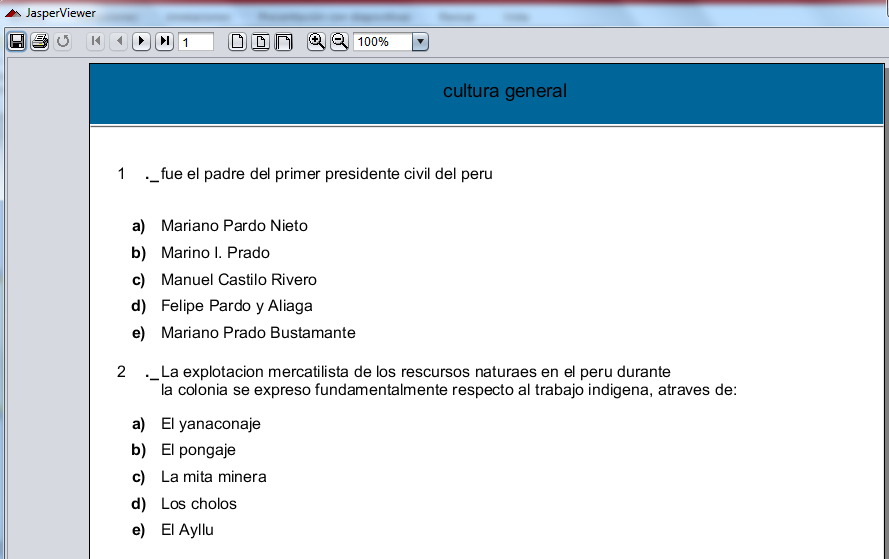 JasperViewer
1
100%
cultura general
1 ._ fue el padre del primer presidente civil del peru
a) Mariano Pardo Nieto
b) Marino I. Prado
c) Manuel Castilo Rivero
d) Felipe Pardo y Aliaga
e) Mariano Prado Bustamante
2 ._ La explotacion mercatilista de los rescursos naturaes en el peru durante
la colonia se expreso fundamentalmente respecto al trabajo indigena, atraves de:
a) El yanaconaje
b) El pongaje
c) La mita minera
d) Los cholos
e) El Ayllu